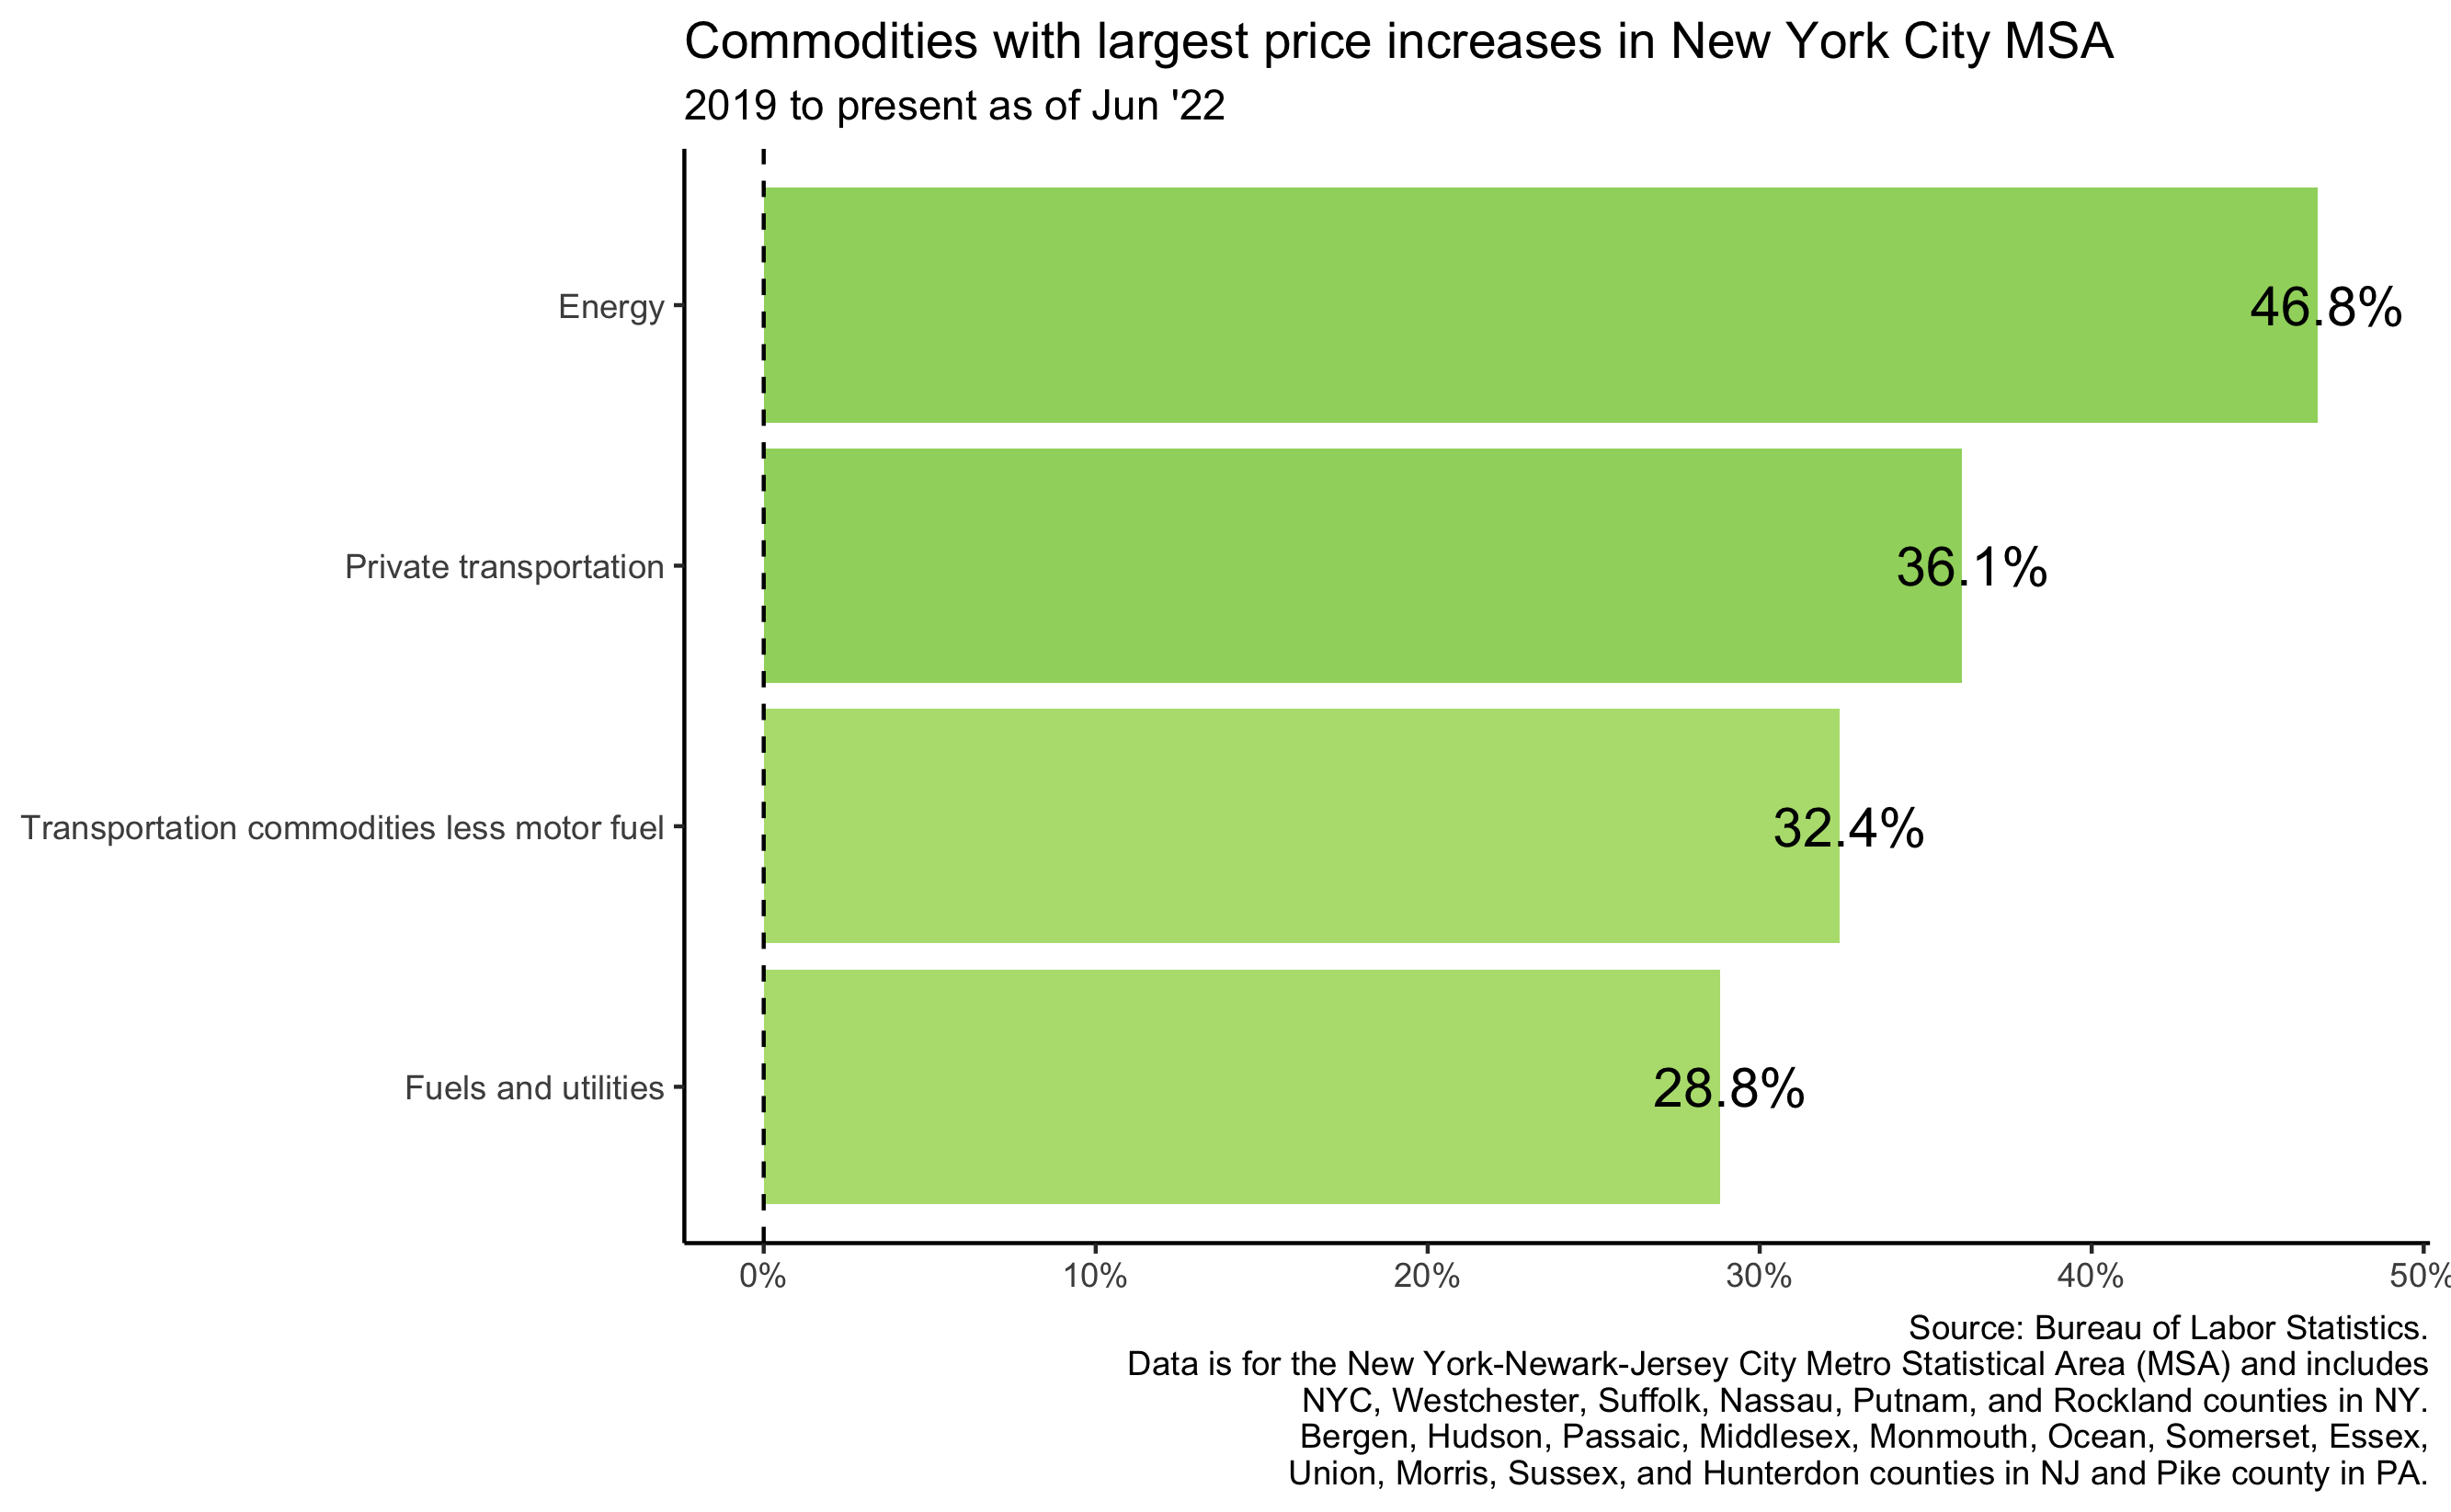 Commodities with largest price increases in New York City MSA
2019 to present as of Jun '22
Energy
46.8%
Private transportation
36.1%
Transportation commodities less motor fuel
32.4%
Fuels and utilities
28.8%
0% 10% 20% 30% 40% 50%
Source: Bureau of Labor Statistics.
Data is for the New York-Newark-Jersey City Metro Statistical Area (MSA) and includes
NYC, Westchester, Suffolk, Nassau, Putnam, and Rockland counties in NY.
Bergen, Hudson, Passaic, Middlesex, Monmouth, Ocean, Somerset, Essex,
Union, Morris, Sussex, and Hunterdon counties in NJ and Pike county in PA.